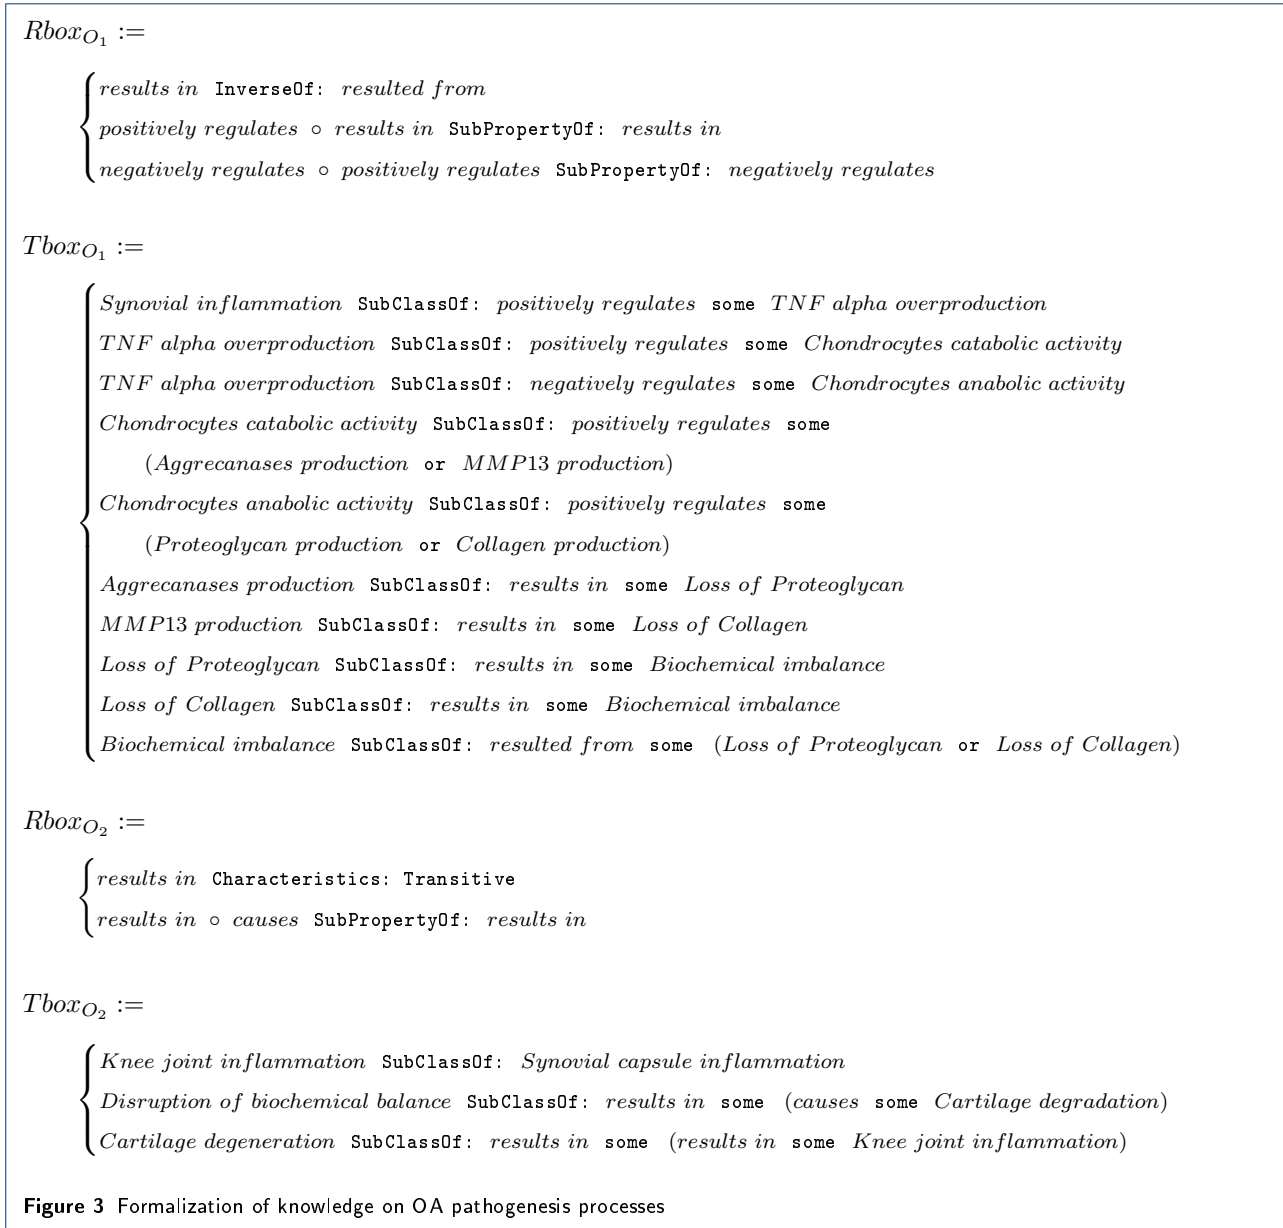 Rbox_{O_1} :=
results in InverseOf: resulted from
positively regulates ∘ results in SubPropertyOf: results in
negatively regulates ∘ positively regulates SubPropertyOf: negatively regulates
Tbox_{O_1} :=
Synovial inflammation SubClassOf: positively regulates some TNF alpha overproduction
TNF alpha overproduction SubClassOf: positively regulates some Chondrocytes catabolic activity
TNF alpha overproduction SubClassOf: negatively regulates some Chondrocytes anabolic activity
Chondrocytes catabolic activity SubClassOf: positively regulates some
(Aggrecanases production or MMP13 production)
Chondrocytes anabolic activity SubClassOf: positively regulates some
(Proteoglycan production or Collagen production)
Aggrecanases production SubClassOf: results in some Loss of Proteoglycan
MMP13 production SubClassOf: results in some Loss of Collagen
Loss of Proteoglycan SubClassOf: results in some Biochemical imbalance
Loss of Collagen SubClassOf: results in some Biochemical imbalance
Biochemical imbalance SubClassOf: resulted from some (Loss of Proteoglycan or Loss of Collagen)
Rbox_{O_2} :=
results in Characteristics: Transitive
results in ∘ causes SubPropertyOf: results in
Tbox_{O_2} :=
Knee joint inflammation SubClassOf: Synovial capsule inflammation
Disruption of biochemical balance SubClassOf: results in some (causes some Cartilage degradation)
Cartilage degeneration SubClassOf: results in some (results in some Knee joint inflammation)
Figure 3 Formalization of knowledge on OA pathogenesis processes